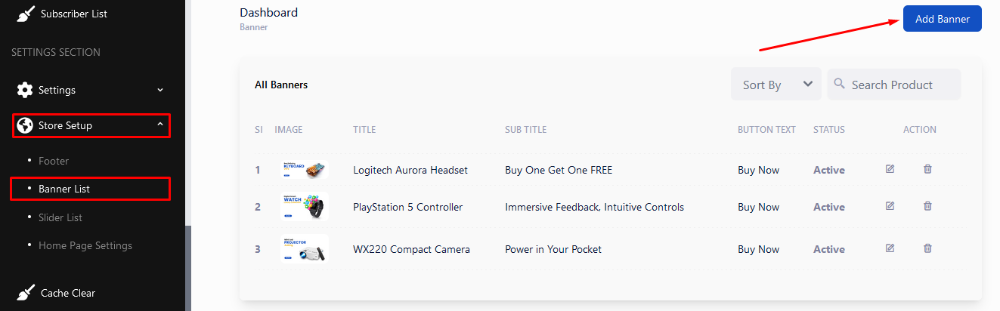 Subscriber List
SETTINGS SECTION
Settings
Store Setup
Footer
Banner List
Slider List
Home Page Settings
Cache Clear
Dashboard
Banner
Add Banner
All Banners
Sort By
Search Product
SI IMAGE TITLE SUB TITLE BUTTON TEXT STATUS ACTION
1 KEYBOARD Logitech Aurora Headset Buy One Get One FREE Buy Now Active
2 WATCH PlayStation 5 Controller Immersive Feedback, Intuitive Controls Buy Now Active
3 PROJECTOR WX220 Compact Camera Power in Your Pocket Buy Now Active